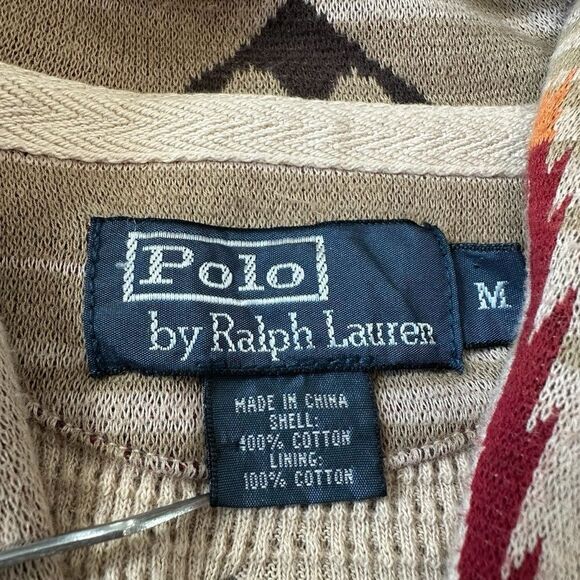 Polo
by Ralph Lauren
M
MADE IN CHINA
SHELL:
100% COTTON
LINING:
100% COTTON